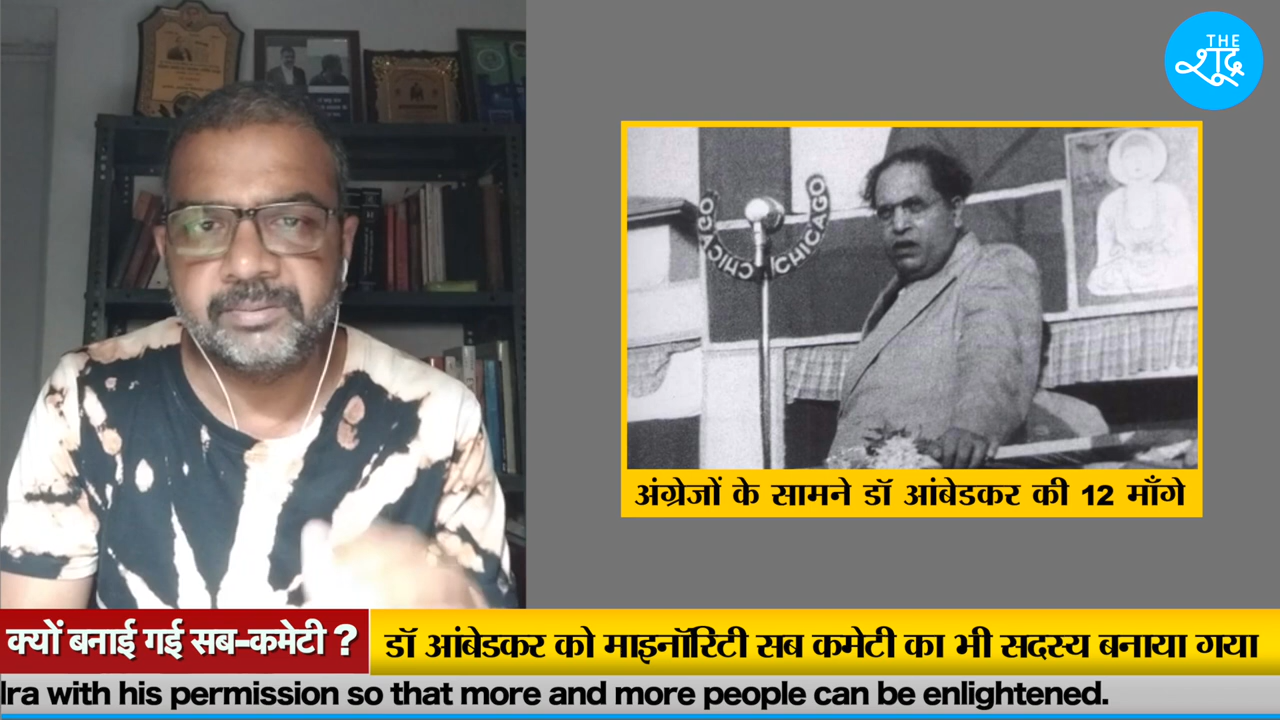 THE
शूद्र
CHICAGO
CHICAGO
अंग्रेजों के सामने डॉ आंबेडकर की 12 माँगे
क्यों बनाई गई सब-कमेटी ?
डॉ आंबेडकर को माइनॉरिटी सब कमेटी का भी सदस्य बनाया गया
lra with his permission so that more and more people can be enlightened.